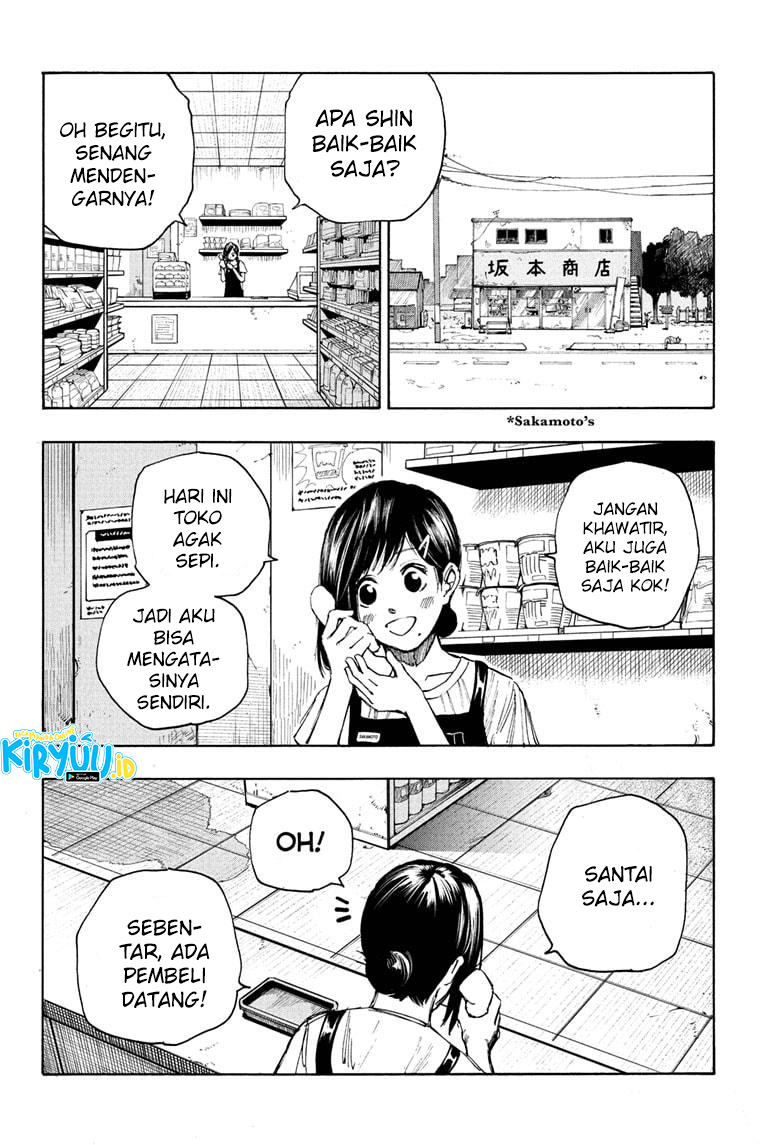 APA SHIN
BAIK-BAIK
SAJA?
OH BEGITU,
SENANG
MENDEN-
GARNYA!
坂本商店
*Sakamoto's
JANGAN
KHAWATIR,
AKU JUGA
BAIK-BAIK
SAJA KOK!
HARI INI
TOKO
AGAK
SEPI.
JADI AKU
BISA
MENGATA-
SINYA
SENDIRI.
SAKAMOTO
KIRYUU.id
Google Play
SANTAI
SAJA...
OH!
SEBEN-
TAR, ADA
PEMBELI
DATANG!